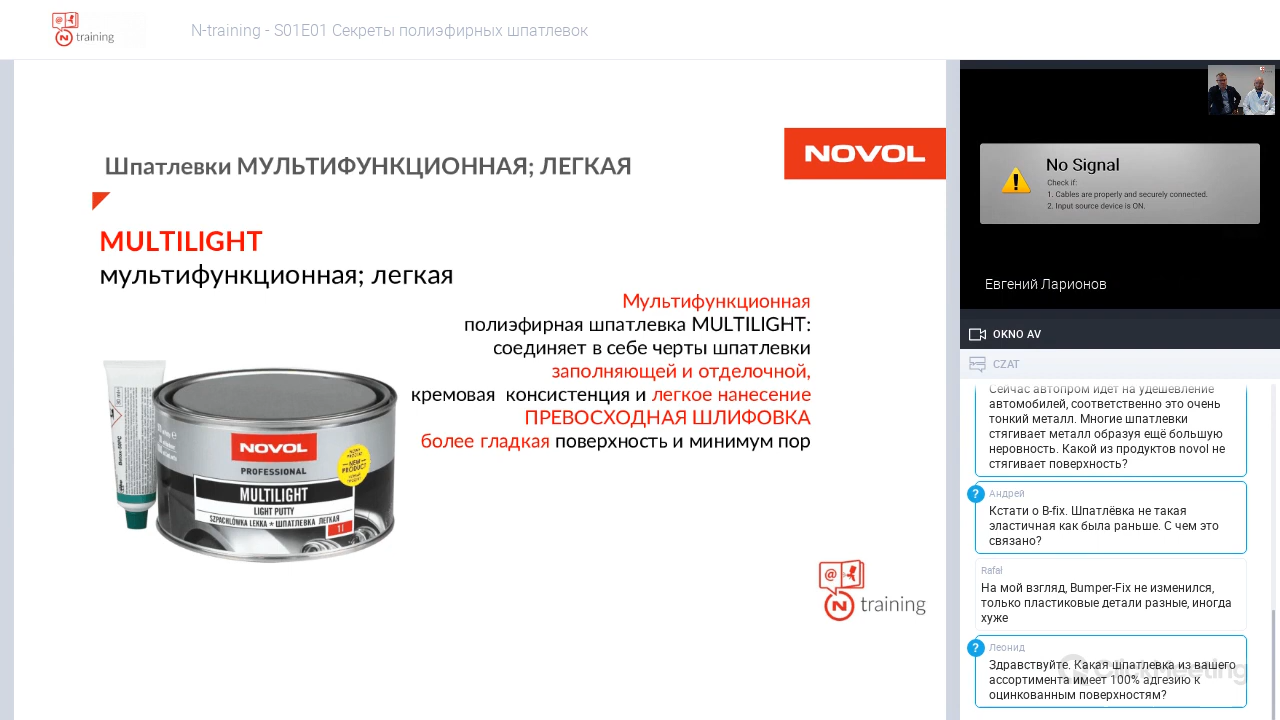 @
N training
N-training - S01E01 Секреты полиэфирных шпатлевок
Шпатлевки МУЛЬТИФУНКЦИОННАЯ; ЛЕГКАЯ
NOVOL
MULTILIGHT
мультифункционная; легкая
Мультифункционная
полиэфирная шпатлевка MULTILIGHT:
соединяет в себе черты шпатлевки
заполняющей и отделочной,
кремовая консистенция и легкое нанесение
ПРЕВОСХОДНАЯ ШЛИФОВКА
более гладкая поверхность и минимум пор
NOVOL
PROFESSIONAL
NEW
PRODUCT
MULTILIGHT
LIGHT PUTTY
SZPACHLÓWKA LEKKA * ШПАТЛЕВКА ЛЕГКАЯ
1l
@
N training
No Signal
Check if:
1. Cables are properly and securely connected.
2. Input source device is ON.
Евгений Ларионов
OKNO AV
CZAT
Сейчас автопром идет на удешевление
автомобилей, соответственно это очень
тонкий металл. Многие шпатлевки
стягивает металл образуя ещё большую
неровность. Какой из продуктов novol не
стягивает поверхность?
?
Андрей
Кстати о B-fix. Шпатлёвка не такая
эластичная как была раньше. С чем это
связано?
Rafał
На мой взгляд, Bumper-Fix не изменился,
только пластиковые детали разные, иногда
хуже
?
Леонид
Здравствуйте. Какая шпатлевка из вашего
ассортимента имеет 100% адгезию к
оцинкованным поверхностям?
ClickMeeting